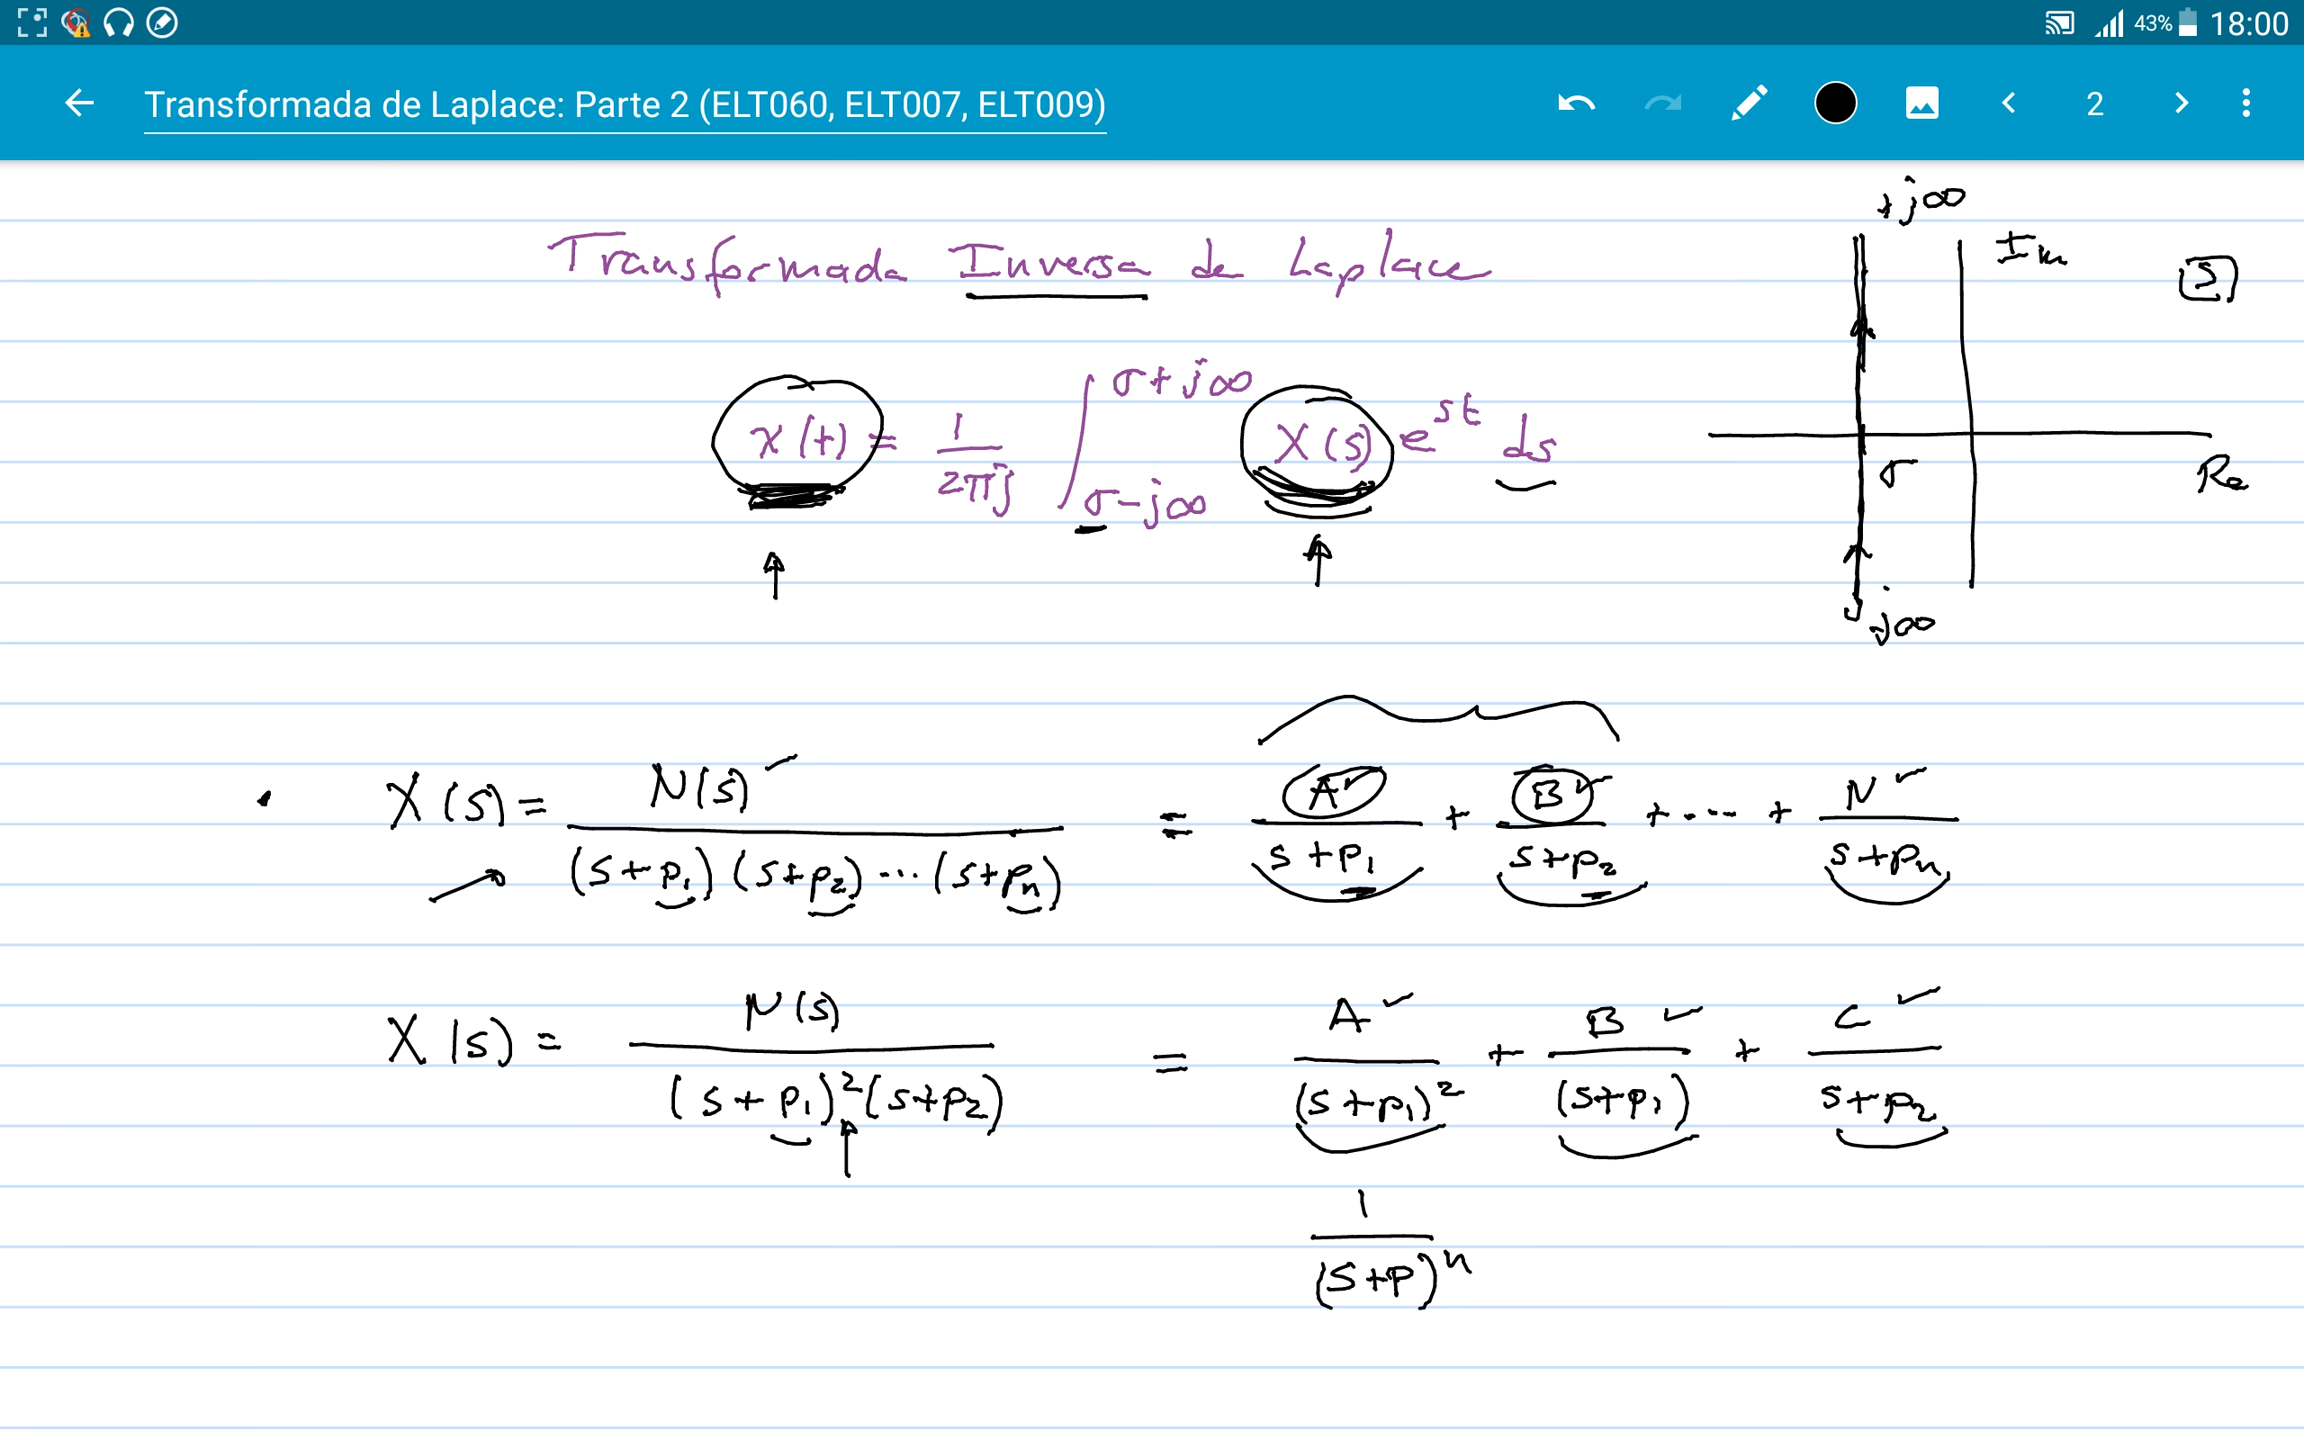 43% 18:00
Transformada de Laplace: Parte 2 (ELT060, ELT007, ELT009) 2
+j∞
Transformada Inversa de Laplace Im [s]
x(t) = 1/2πj ∫ σ+j∞ σ-j∞ X(s) e^st ds
σ Re
-j∞
X(s) = N(s) / (s+p₁)(s+p₂)...(s+pₙ) = A / s+p₁ + B / s+p₂ + ... + N / s+pₙ
X(s) = N(s) / (s+p₁)²(s+p₂) = A / (s+p₁)² + B / (s+p₁) + C / s+p₂
1 / (s+p)ⁿ